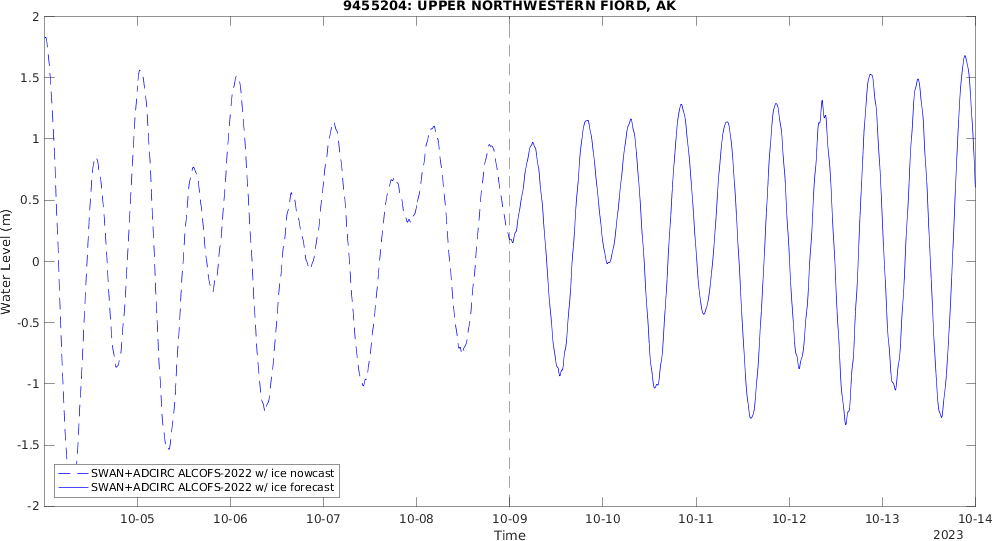 9455204: UPPER NORTHWESTERN FIORD, AK
2
1.5
1
0.5
0
-0.5
-1
-1.5
-2
Water Level (m)
SWAN+ADCIRC ALCOFS-2022 w/ ice nowcast
SWAN+ADCIRC ALCOFS-2022 w/ ice forecast
10-05 10-06 10-07 10-08 10-09 10-10 10-11 10-12 10-13 10-14
Time
2023